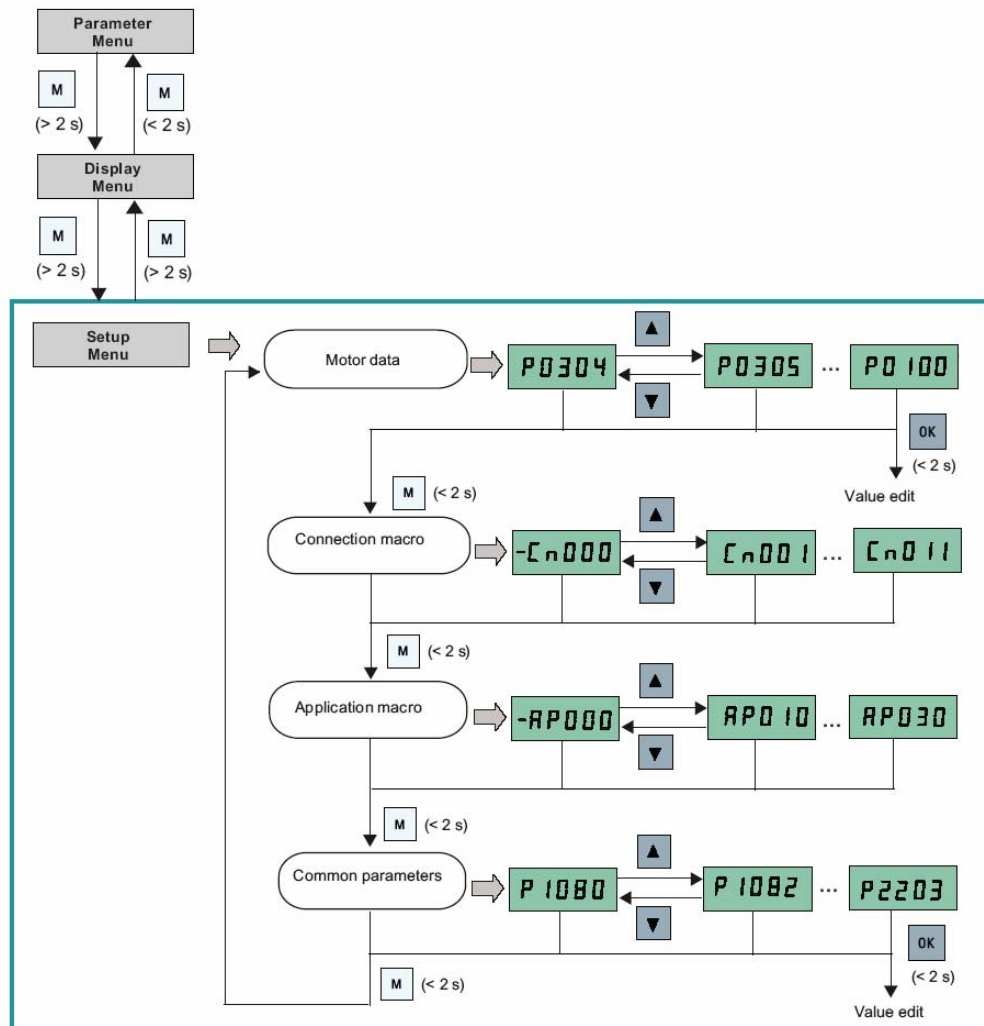 Parameter
Menu
M M
(> 2 s) (< 2 s)
Display
Menu
M M
(> 2 s) (> 2 s)
Setup
Menu
Motor data
▲
P0304 P0305 ... P0100
▼
OK
(< 2 s)
Value edit
M (< 2 s)
Connection macro
▲
-Cn000 Cn001 ... Cn011
▼
M (< 2 s)
Application macro
▲
-AP000 AP010 ... AP030
▼
M (< 2 s)
Common parameters
▲
P1080 P1082 ... P2203
▼
OK
(< 2 s)
M (< 2 s)
Value edit